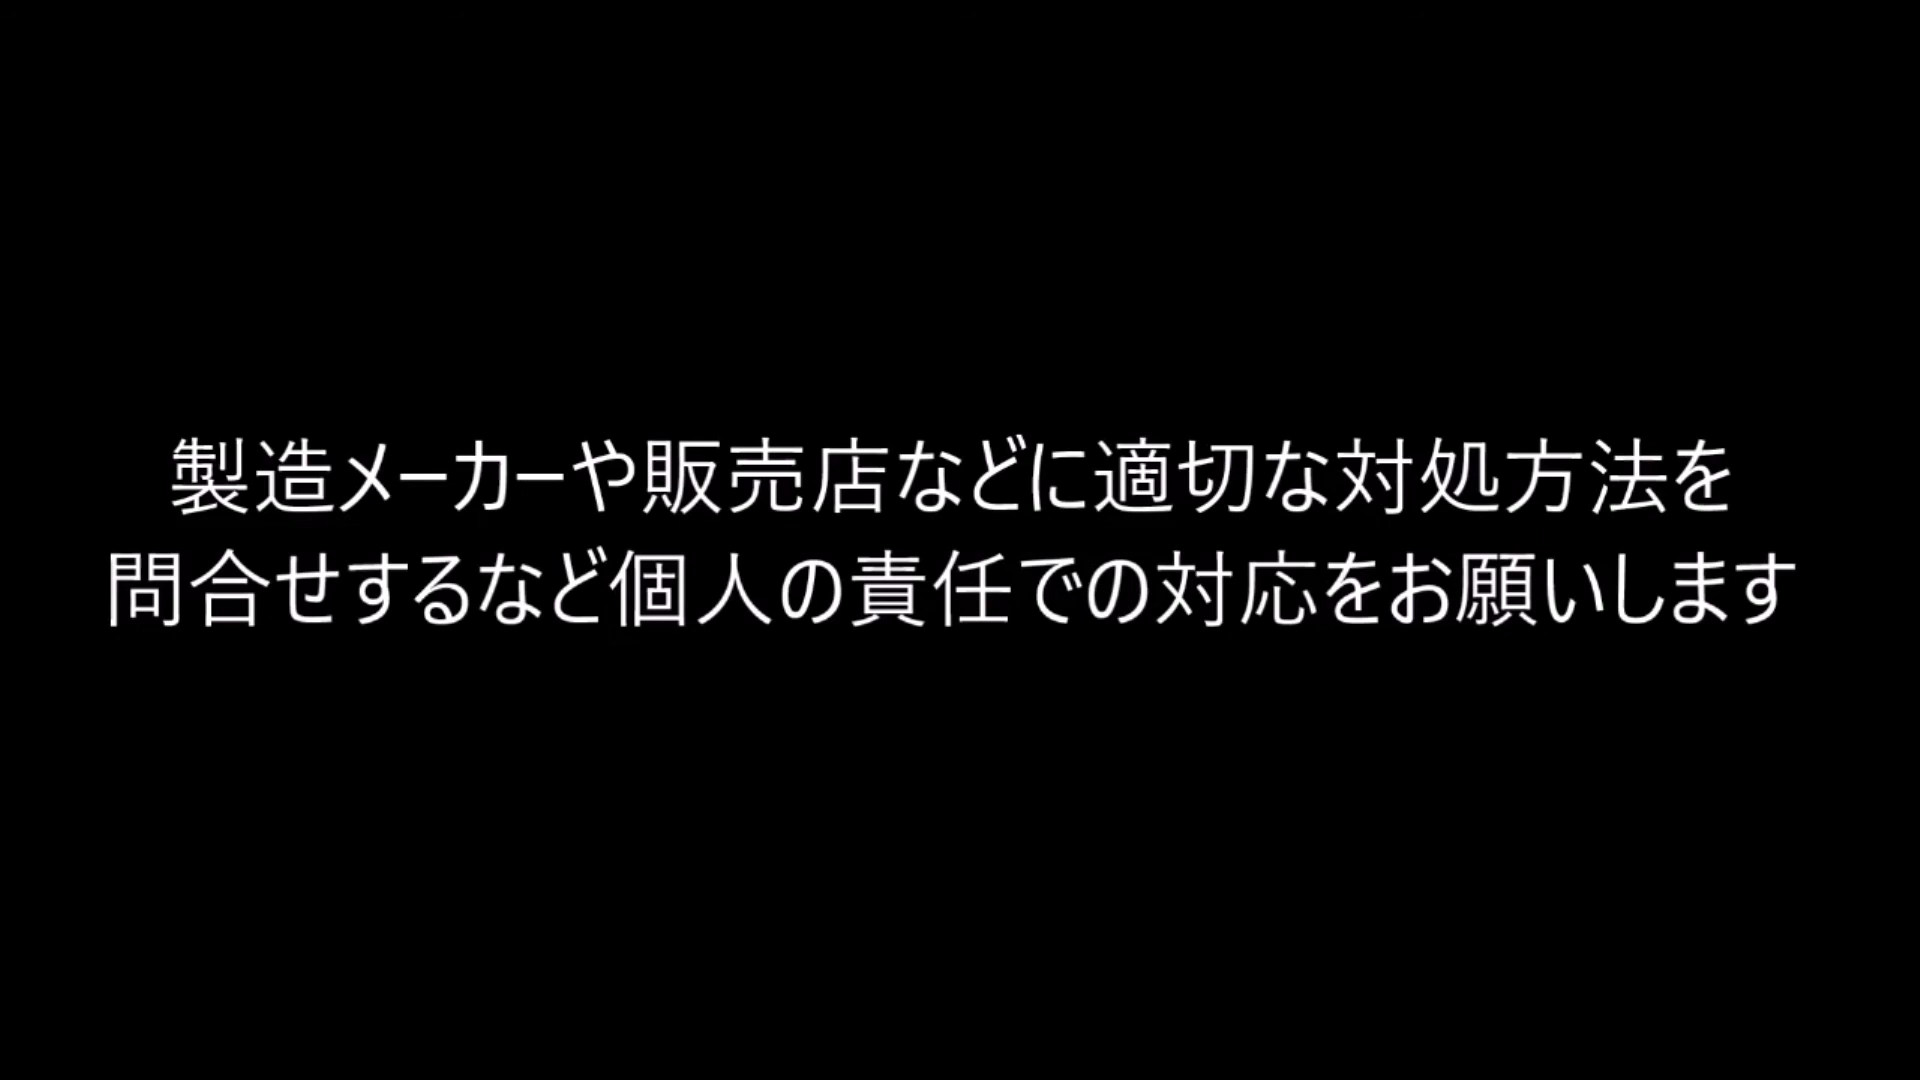 製造メーカーや販売店などに適切な対処方法を
問合せするなど個人の責任での対応をお願いします